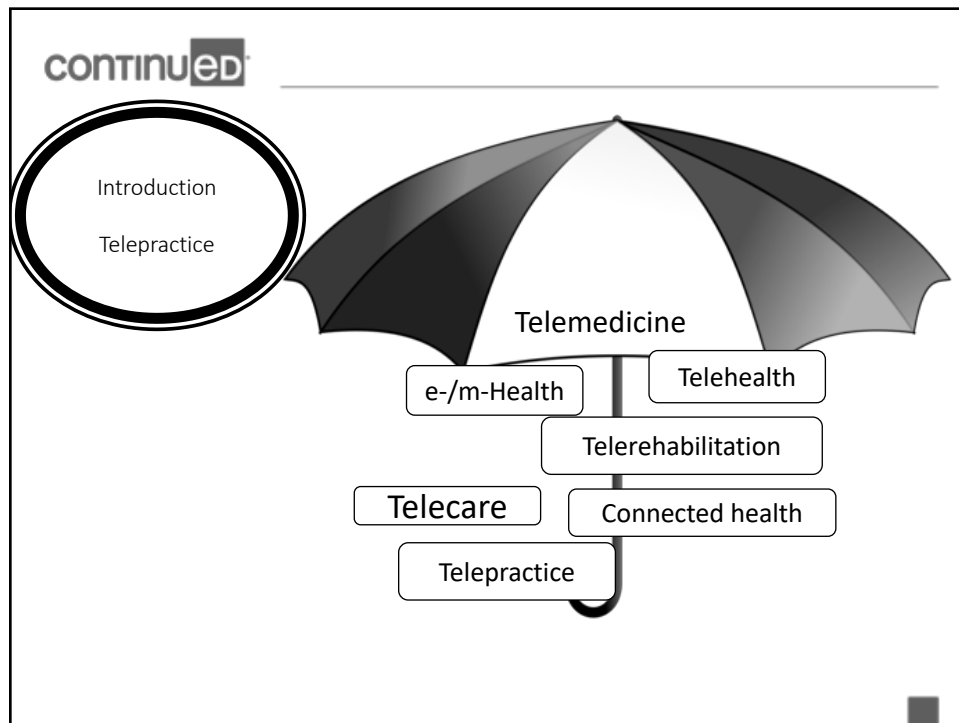 continued
Introduction
Telepractice
Telemedicine
e-/m-Health
Telehealth
Telerehabilitation
Telecare
Connected health
Telepractice